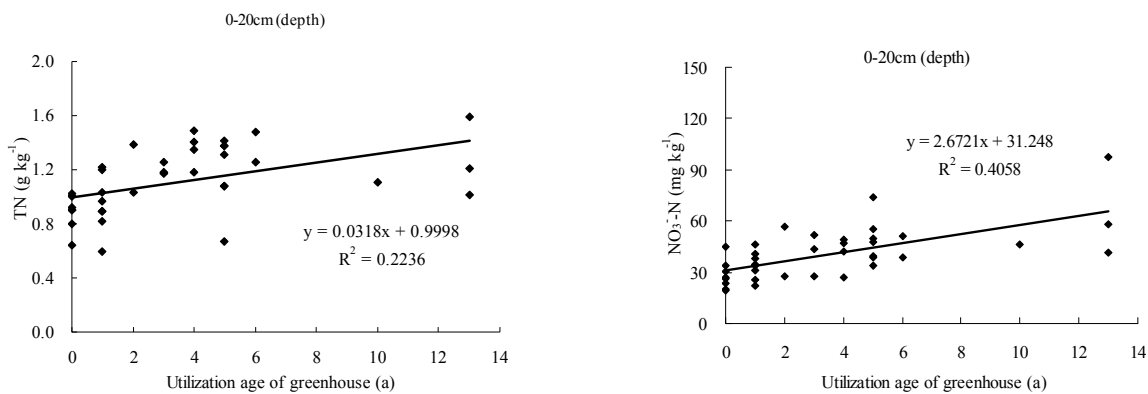 0-20cm (depth)
TN (g kg⁻¹)
2.0
1.6
1.2
0.8
0.4
0.0
y = 0.0318x + 0.9998
R² = 0.2236
0 2 4 6 8 10 12 14
Utilization age of greenhouse (a)
0-20cm (depth)
NO₃⁻-N (mg kg⁻¹)
150
120
90
60
30
0
y = 2.6721x + 31.248
R² = 0.4058
0 2 4 6 8 10 12 14
Utilization age of greenhouse (a)